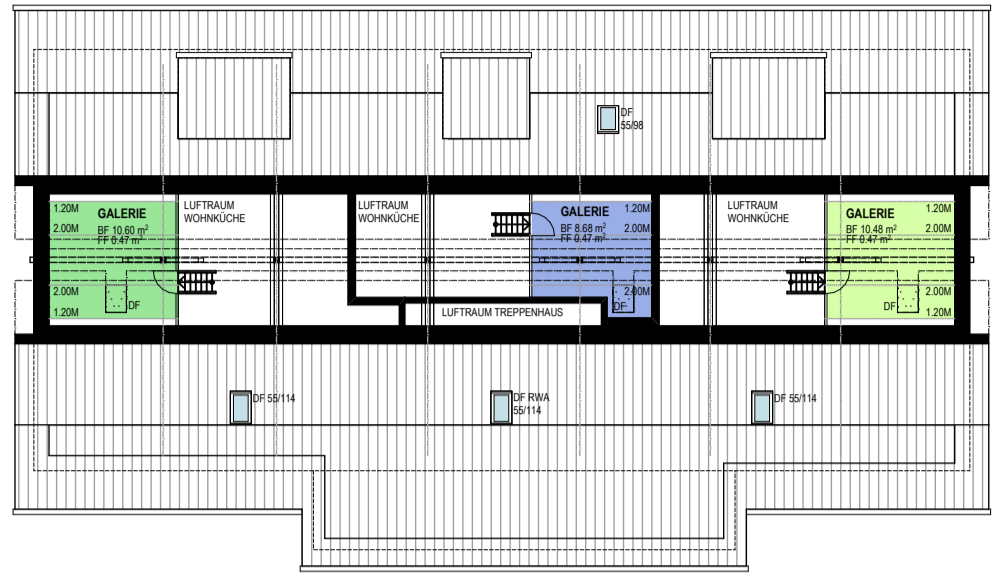 DF
55/98
1.20M
2.00M
GALERIE
BF 10.60 m²
FF 0.47 m²
2.00M
1.20M
DF
LUFTRAUM
WOHNKÜCHE
LUFTRAUM
WOHNKÜCHE
GALERIE
BF 8.68 m²
FF 0.47 m²
1.20M
2.00M
2.00M
DF
LUFTRAUM TREPPENHAUS
LUFTRAUM
WOHNKÜCHE
GALERIE
BF 10.48 m²
FF 0.47 m²
1.20M
2.00M
2.00M
1.20M
DF
DF 55/114
DF RWA
55/114
DF 55/114